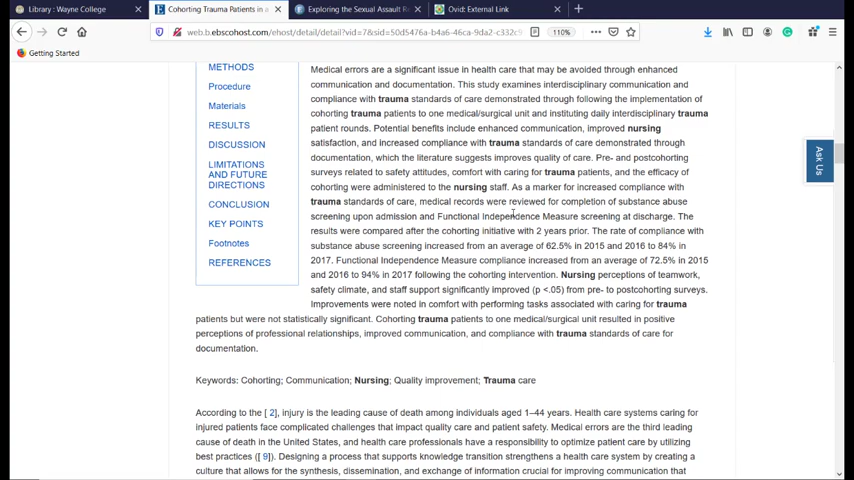 Library : Wayne College
Cohorting Trauma Patients in a
Exploring the Sexual Assault R
Ovid: External Link
web.b.ebscohost.com/ehost/detail/detail?vid=7&sid=50d5476a-b4a6-46ca-9da2-c332c9
110%
Getting Started
METHODS
Procedure
Materials
RESULTS
DISCUSSION
LIMITATIONS
AND FUTURE
DIRECTIONS
CONCLUSION
KEY POINTS
Footnotes
REFERENCES
Medical errors are a significant issue in health care that may be avoided through enhanced
communication and documentation. This study examines interdisciplinary communication and
compliance with trauma standards of care demonstrated through following the implementation of
cohorting trauma patients to one medical/surgical unit and instituting daily interdisciplinary trauma
patient rounds. Potential benefits include enhanced communication, improved nursing
satisfaction, and increased compliance with trauma standards of care demonstrated through
documentation, which the literature suggests improves quality of care. Pre- and postcohorting
surveys related to safety attitudes, comfort with caring for trauma patients, and the efficacy of
cohorting were administered to the nursing staff. As a marker for increased compliance with
trauma standards of care, medical records were reviewed for completion of substance abuse
screening upon admission and Functional Independence Measure screening at discharge. The
results were compared after the cohorting initiative with 2 years prior. The rate of compliance with
substance abuse screening increased from an average of 62.5% in 2015 and 2016 to 84% in
2017. Functional Independence Measure compliance increased from an average of 72.5% in 2015
and 2016 to 94% in 2017 following the cohorting intervention. Nursing perceptions of teamwork,
safety climate, and staff support significantly improved (p <.05) from pre- to postcohorting surveys.
Improvements were noted in comfort with performing tasks associated with caring for trauma
patients but were not statistically significant. Cohorting trauma patients to one medical/surgical unit resulted in positive
perceptions of professional relationships, improved communication, and compliance with trauma standards of care for
documentation.
Keywords: Cohorting; Communication; Nursing; Quality improvement; Trauma care
According to the [ 2], injury is the leading cause of death among individuals aged 1–44 years. Health care systems caring for
injured patients face complicated challenges that impact quality care and patient safety. Medical errors are the third leading
cause of death in the United States, and health care professionals have a responsibility to optimize patient care by utilizing
best practices ([ 9]). Designing a process that supports knowledge transition strengthens a health care system by creating a
culture that allows for the synthesis, dissemination, and exchange of information crucial for improving communication that
Ask Us